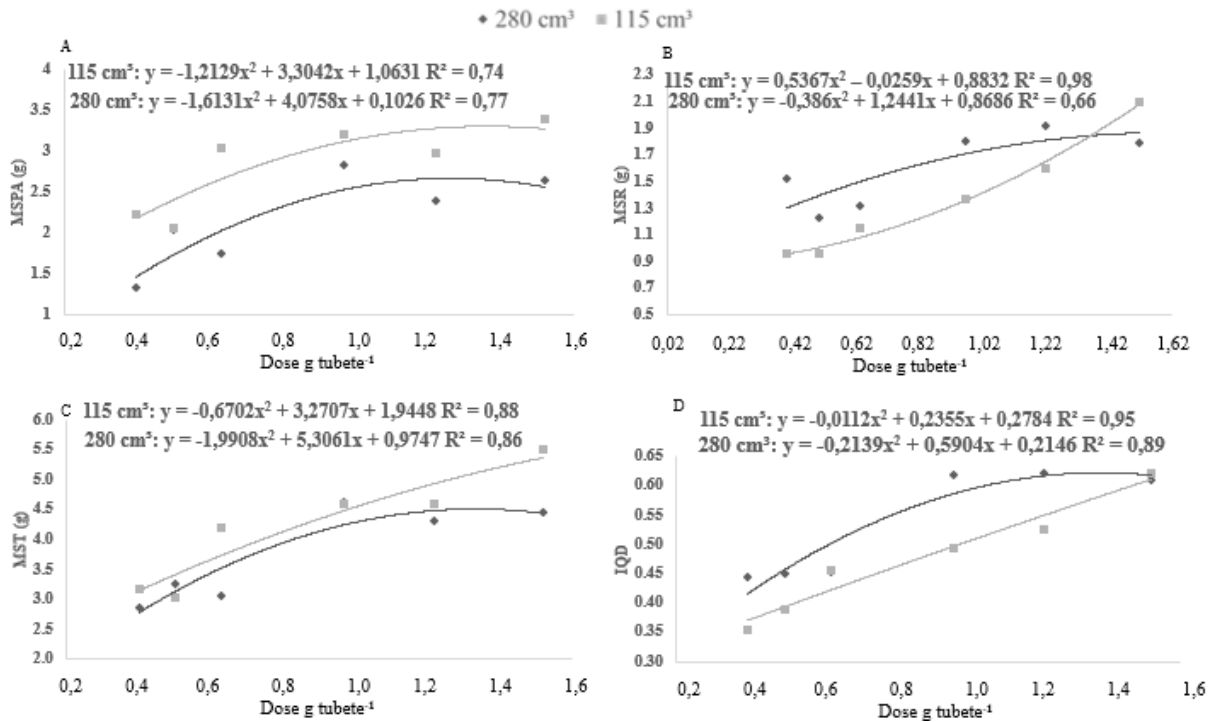 280 cm³ 115 cm³
A
115 cm³: y = -1,2129x² + 3,3042x + 1,0631 R² = 0,74
280 cm³: y = -1,6131x² + 4,0758x + 0,1026 R² = 0,77
4
3.5
3
2.5
2
1.5
1
MSPA (g)
0,2 0,4 0,6 0,8 1,0 1,2 1,4 1,6
Dose g tubete⁻¹
B
115 cm³: y = 0,5367x² – 0,0259x + 0,8832 R² = 0,98
280 cm³: y = -0,386x² + 1,2441x + 0,8686 R² = 0,66
2.3
2.1
1.9
1.7
1.5
1.3
1.1
0.9
0.7
0.5
MSR (g)
0,02 0,22 0,42 0,62 0,82 1,02 1,22 1,42 1,62
Dose g tubete⁻¹
C
115 cm³: y = -0,6702x² + 3,2707x + 1,9448 R² = 0,88
280 cm³: y = -1,9908x² + 5,3061x + 0,9747 R² = 0,86
6.0
5.5
5.0
4.5
4.0
3.5
3.0
2.5
2.0
MST (g)
0,2 0,4 0,6 0,8 1,0 1,2 1,4 1,6
Dose g tubete⁻¹
D
115 cm³: y = -0,0112x² + 0,2355x + 0,2784 R² = 0,95
280 cm³: y = -0,2139x² + 0,5904x + 0,2146 R² = 0,89
0.65
0.60
0.55
0.50
0.45
0.40
0.35
0.30
IQD
0,2 0,4 0,6 0,8 1,0 1,2 1,4 1,6
Dose g tubete⁻¹